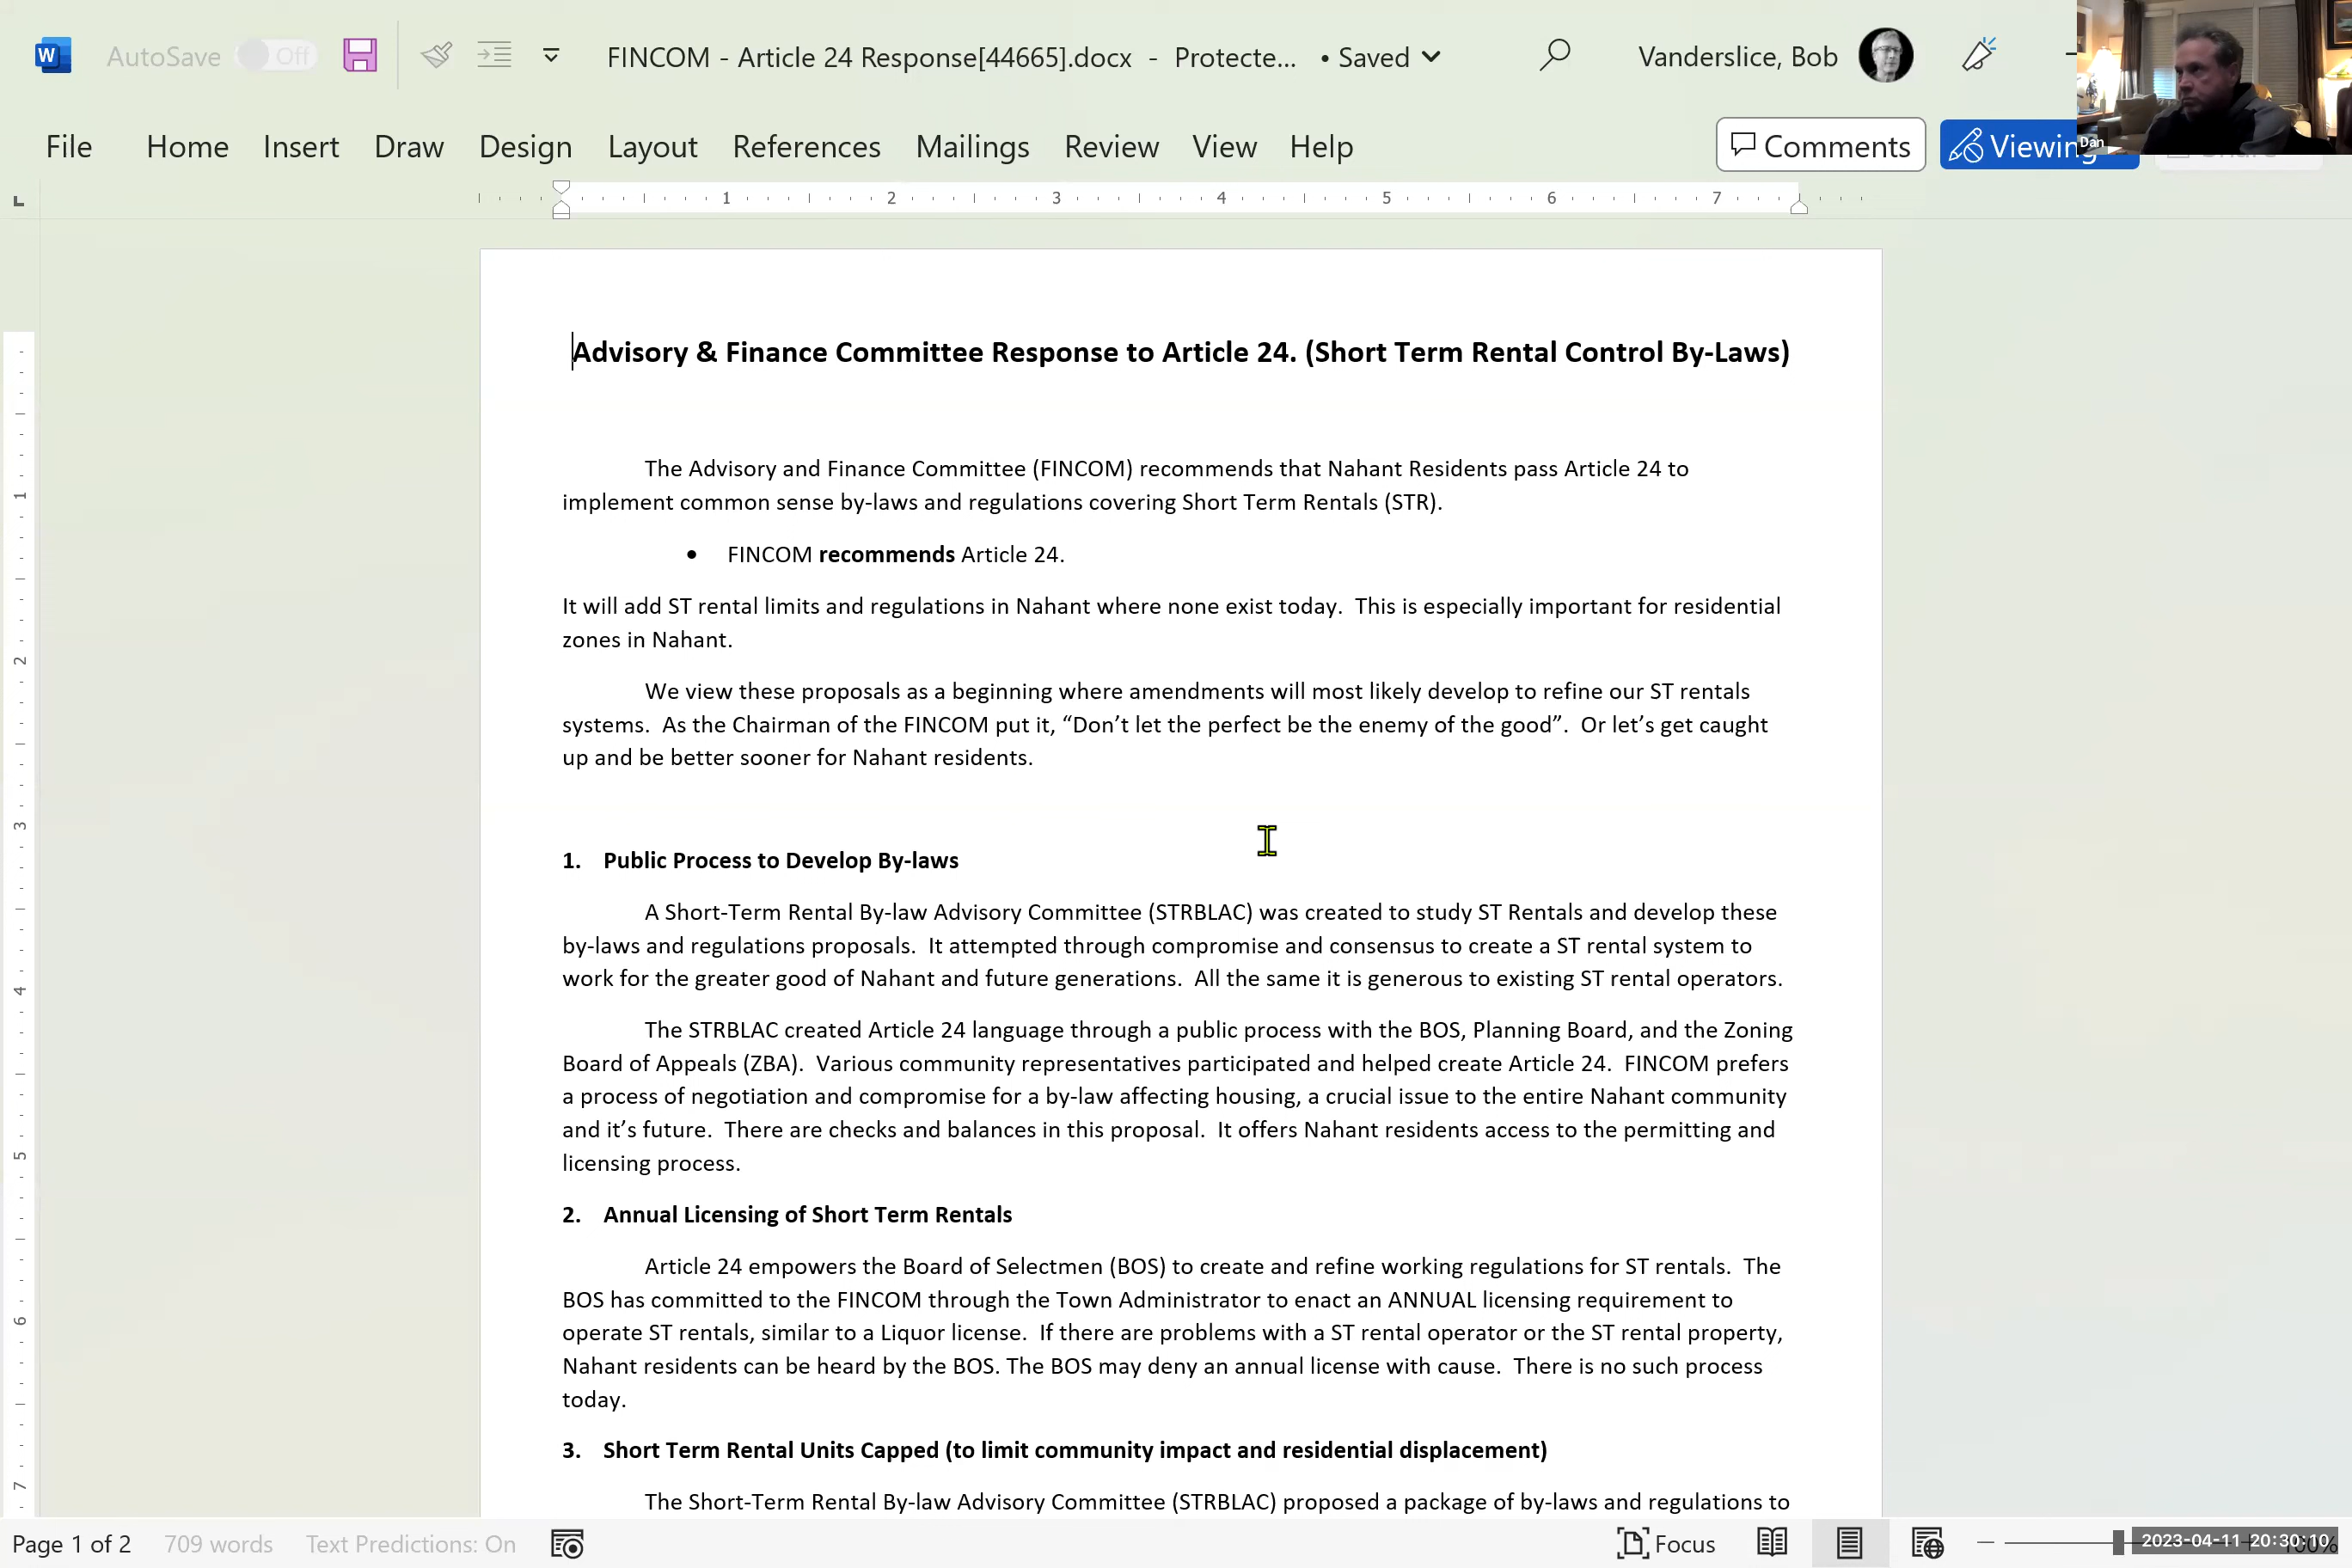 AutoSave Off FINCOM - Article 24 Response[44665].docx - Protecte... • Saved Vanderslice, Bob
File Home Insert Draw Design Layout References Mailings Review View Help Comments Viewing
Dan
1 2 3 4 5 6 7
Advisory & Finance Committee Response to Article 24. (Short Term Rental Control By-Laws)
The Advisory and Finance Committee (FINCOM) recommends that Nahant Residents pass Article 24 to
implement common sense by-laws and regulations covering Short Term Rentals (STR).
• FINCOM recommends Article 24.
It will add ST rental limits and regulations in Nahant where none exist today.  This is especially important for residential
zones in Nahant.
We view these proposals as a beginning where amendments will most likely develop to refine our ST rentals
systems.  As the Chairman of the FINCOM put it, “Don’t let the perfect be the enemy of the good”.  Or let’s get caught
up and be better sooner for Nahant residents.
1. Public Process to Develop By-laws
A Short-Term Rental By-law Advisory Committee (STRBLAC) was created to study ST Rentals and develop these
by-laws and regulations proposals.  It attempted through compromise and consensus to create a ST rental system to
work for the greater good of Nahant and future generations.  All the same it is generous to existing ST rental operators.
The STRBLAC created Article 24 language through a public process with the BOS, Planning Board, and the Zoning
Board of Appeals (ZBA).  Various community representatives participated and helped create Article 24.  FINCOM prefers
a process of negotiation and compromise for a by-law affecting housing, a crucial issue to the entire Nahant community
and it’s future.  There are checks and balances in this proposal.  It offers Nahant residents access to the permitting and
licensing process.
2. Annual Licensing of Short Term Rentals
Article 24 empowers the Board of Selectmen (BOS) to create and refine working regulations for ST rentals.  The
BOS has committed to the FINCOM through the Town Administrator to enact an ANNUAL licensing requirement to
operate ST rentals, similar to a Liquor license.  If there are problems with a ST rental operator or the ST rental property,
Nahant residents can be heard by the BOS. The BOS may deny an annual license with cause.  There is no such process
today.
3. Short Term Rental Units Capped (to limit community impact and residential displacement)
The Short-Term Rental By-law Advisory Committee (STRBLAC) proposed a package of by-laws and regulations to
1
2
3
4
5
6
7
Page 1 of 2 709 words Text Predictions: On Focus 2023-04-11 20:30:10